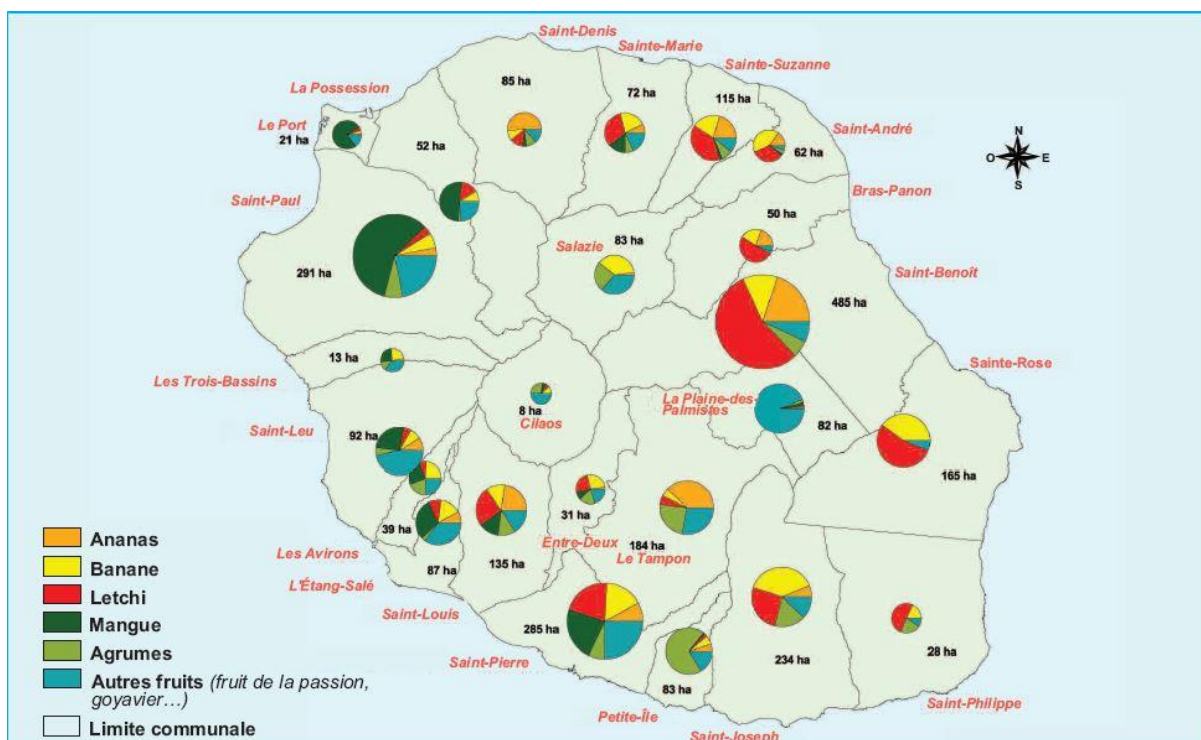 Saint-Denis
Sainte-Marie
Sainte-Suzanne
85 ha
La Possession
72 ha
115 ha
Le Port
21 ha
52 ha
Saint-André
62 ha
N
O
E
S
Saint-Paul
Bras-Panon
50 ha
Salazie
83 ha
291 ha
Saint-Benoît
485 ha
13 ha
Les Trois-Bassins
Sainte-Rose
8 ha
Cilaos
La Plaine-des-
Palmistes
82 ha
Saint-Leu
92 ha
165 ha
39 ha
31 ha
Entre-Deux
184 ha
Le Tampon
Les Avirons
87 ha
135 ha
L'Étang-Salé
Saint-Louis
285 ha
Saint-Pierre
83 ha
234 ha
28 ha
Petite-Île
Saint-Joseph
Saint-Philippe
Ananas
Banane
Letchi
Mangue
Agrumes
Autres fruits (fruit de la passion,
goyavier...)
Limite communale